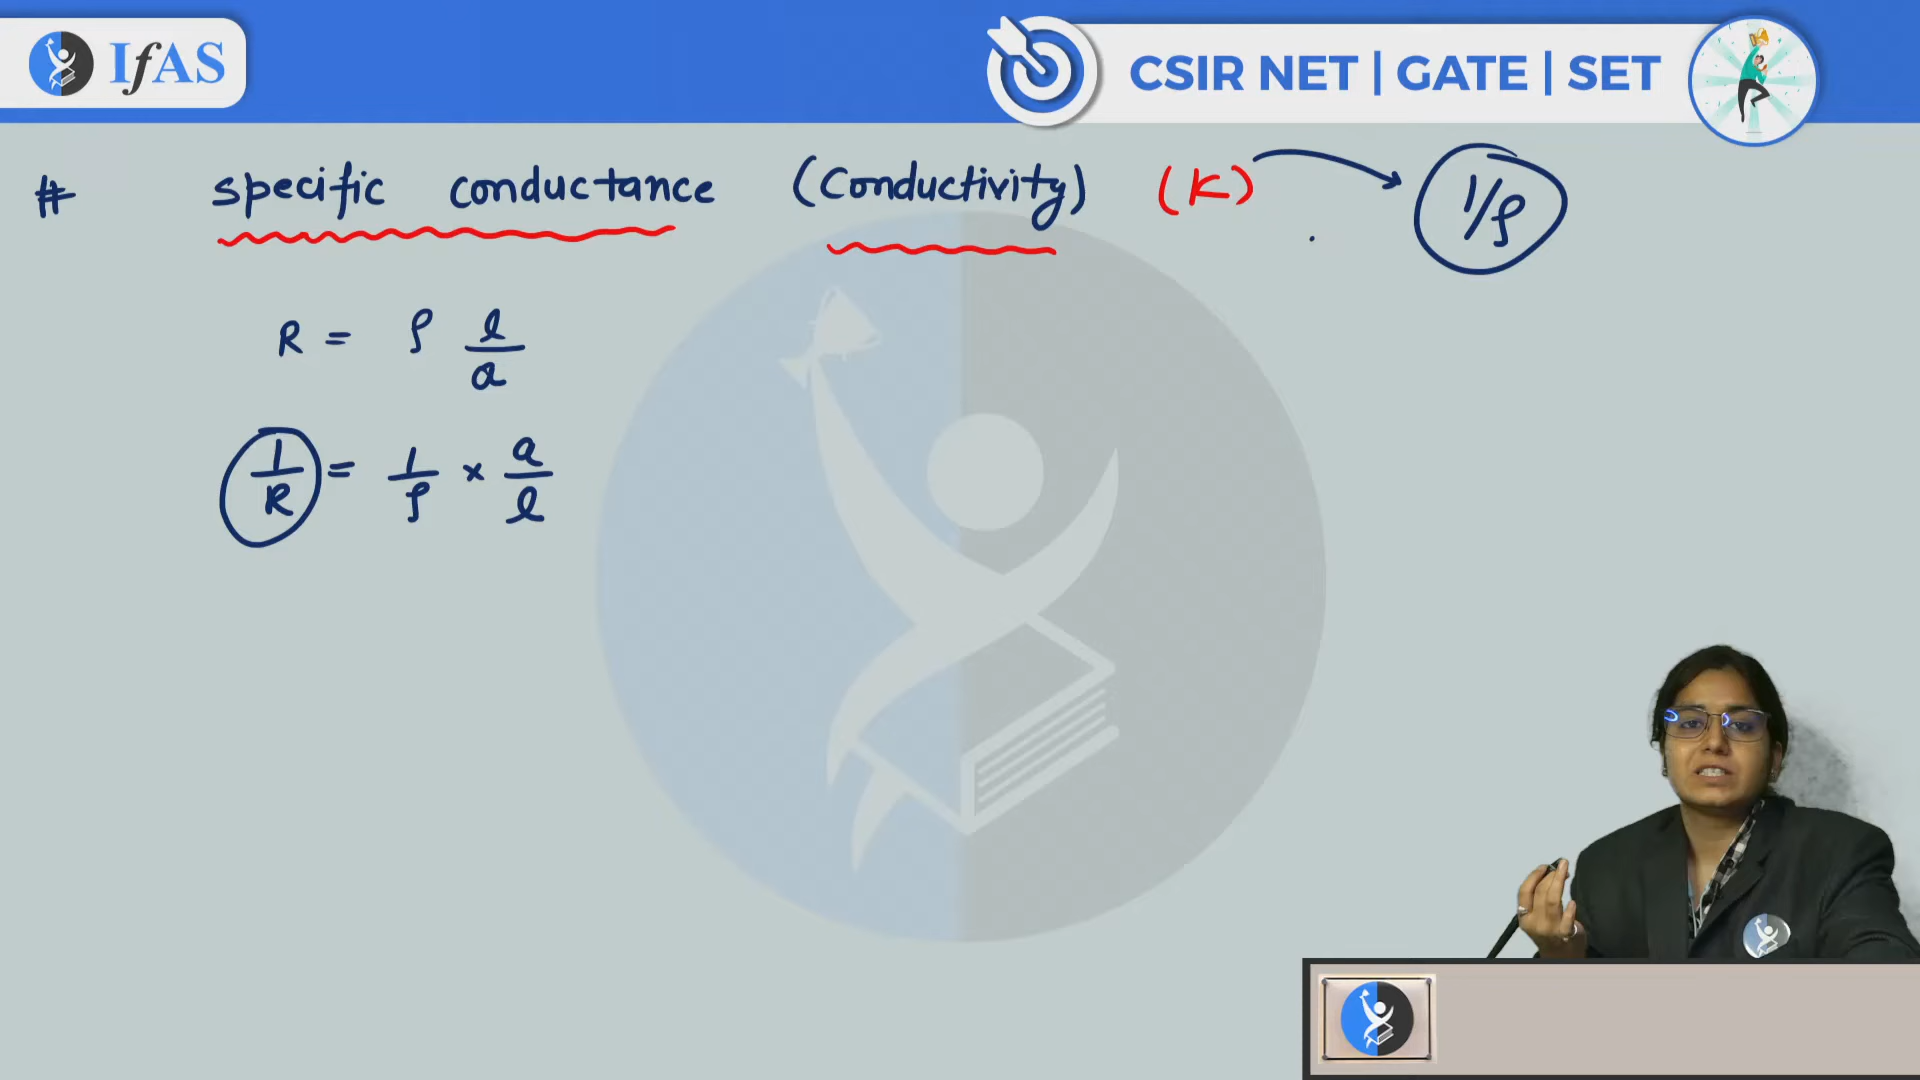 IfAS
CSIR NET | GATE | SET
# specific conductance (Conductivity) (K) 1/ρ
R = ρ l/a
1/R = 1/ρ × a/l